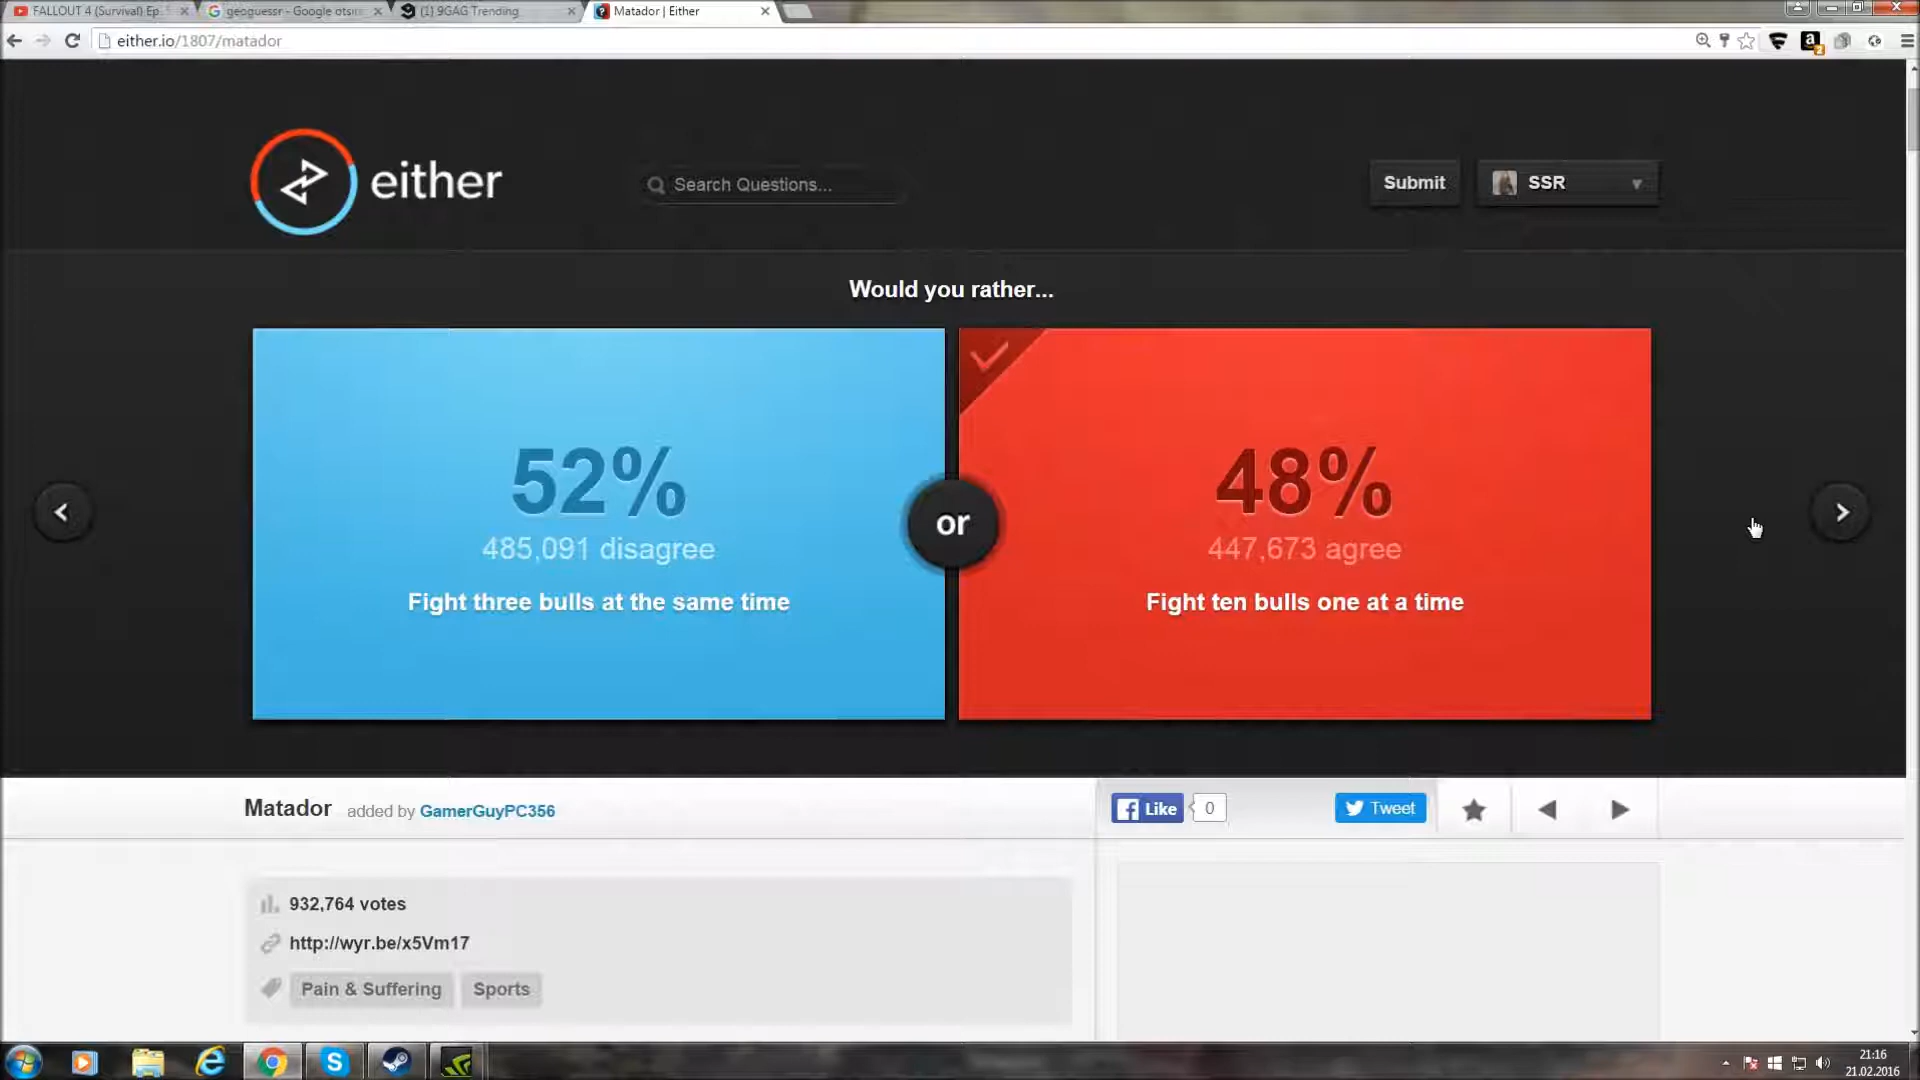 FALLOUT 4 (Survival) Ep.
geoguessr - Google otsi
(1) 9GAG Trending
Matador | Either
either.io/1807/matador
either
Search Questions...
Submit
SSR
Would you rather...
52%
485,091 disagree
Fight three bulls at the same time
or
48%
447,673 agree
Fight ten bulls one at a time
Matador added by GamerGuyPC356
Like
0
Tweet
932,764 votes
http://wyr.be/x5Vm17
Pain & Suffering
Sports
21:16
21.02.2016